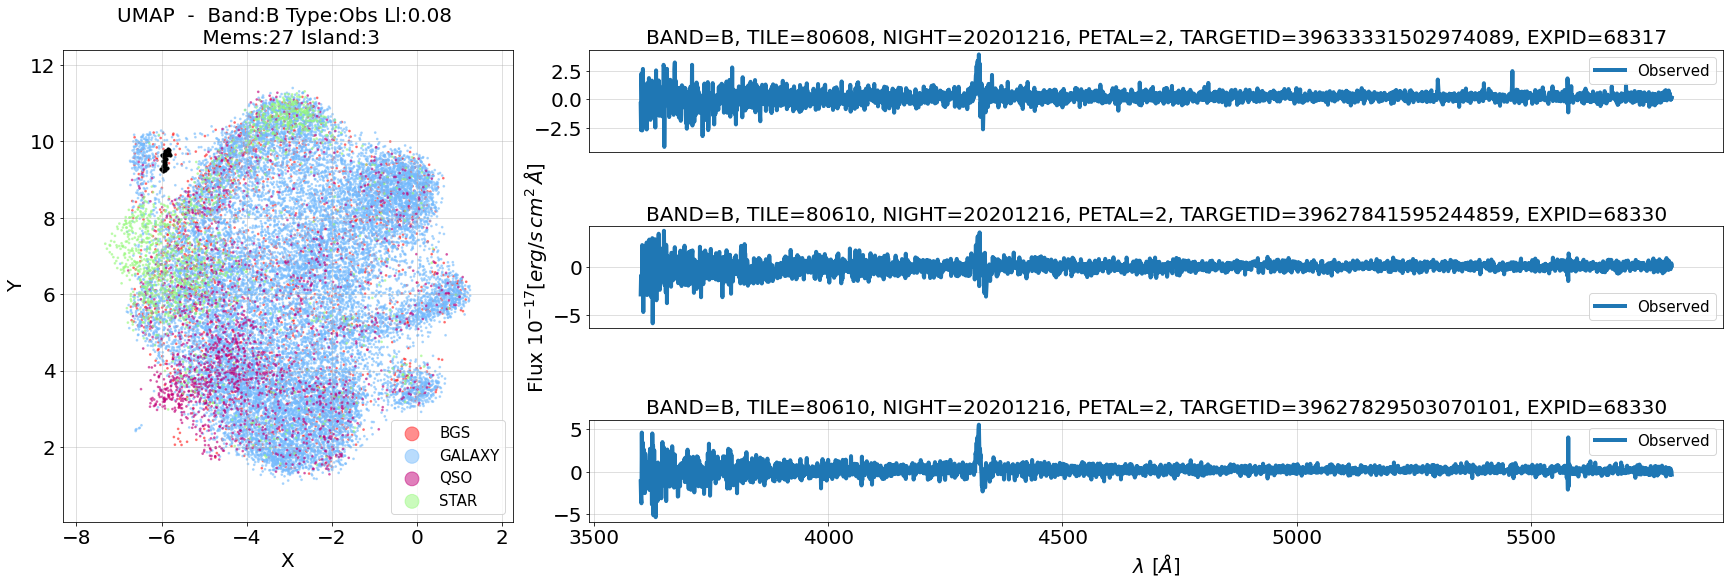 UMAP - Band:B Type:Obs Ll:0.08
Mems:27 Island:3
12
10
8
6
4
2
Y
−8
−6
−4
−2
0
2
X
BGS
GALAXY
QSO
STAR
BAND=B, TILE=80608, NIGHT=20201216, PETAL=2, TARGETID=39633331502974089, EXPID=68317
2.5
0.0
−2.5
Observed
Flux 10⁻¹⁷[erg/s cm² Å]
BAND=B, TILE=80610, NIGHT=20201216, PETAL=2, TARGETID=39627841595244859, EXPID=68330
0
−5
Observed
BAND=B, TILE=80610, NIGHT=20201216, PETAL=2, TARGETID=39627829503070101, EXPID=68330
5
0
−5
Observed
3500
4000
4500
5000
5500
λ [Å]